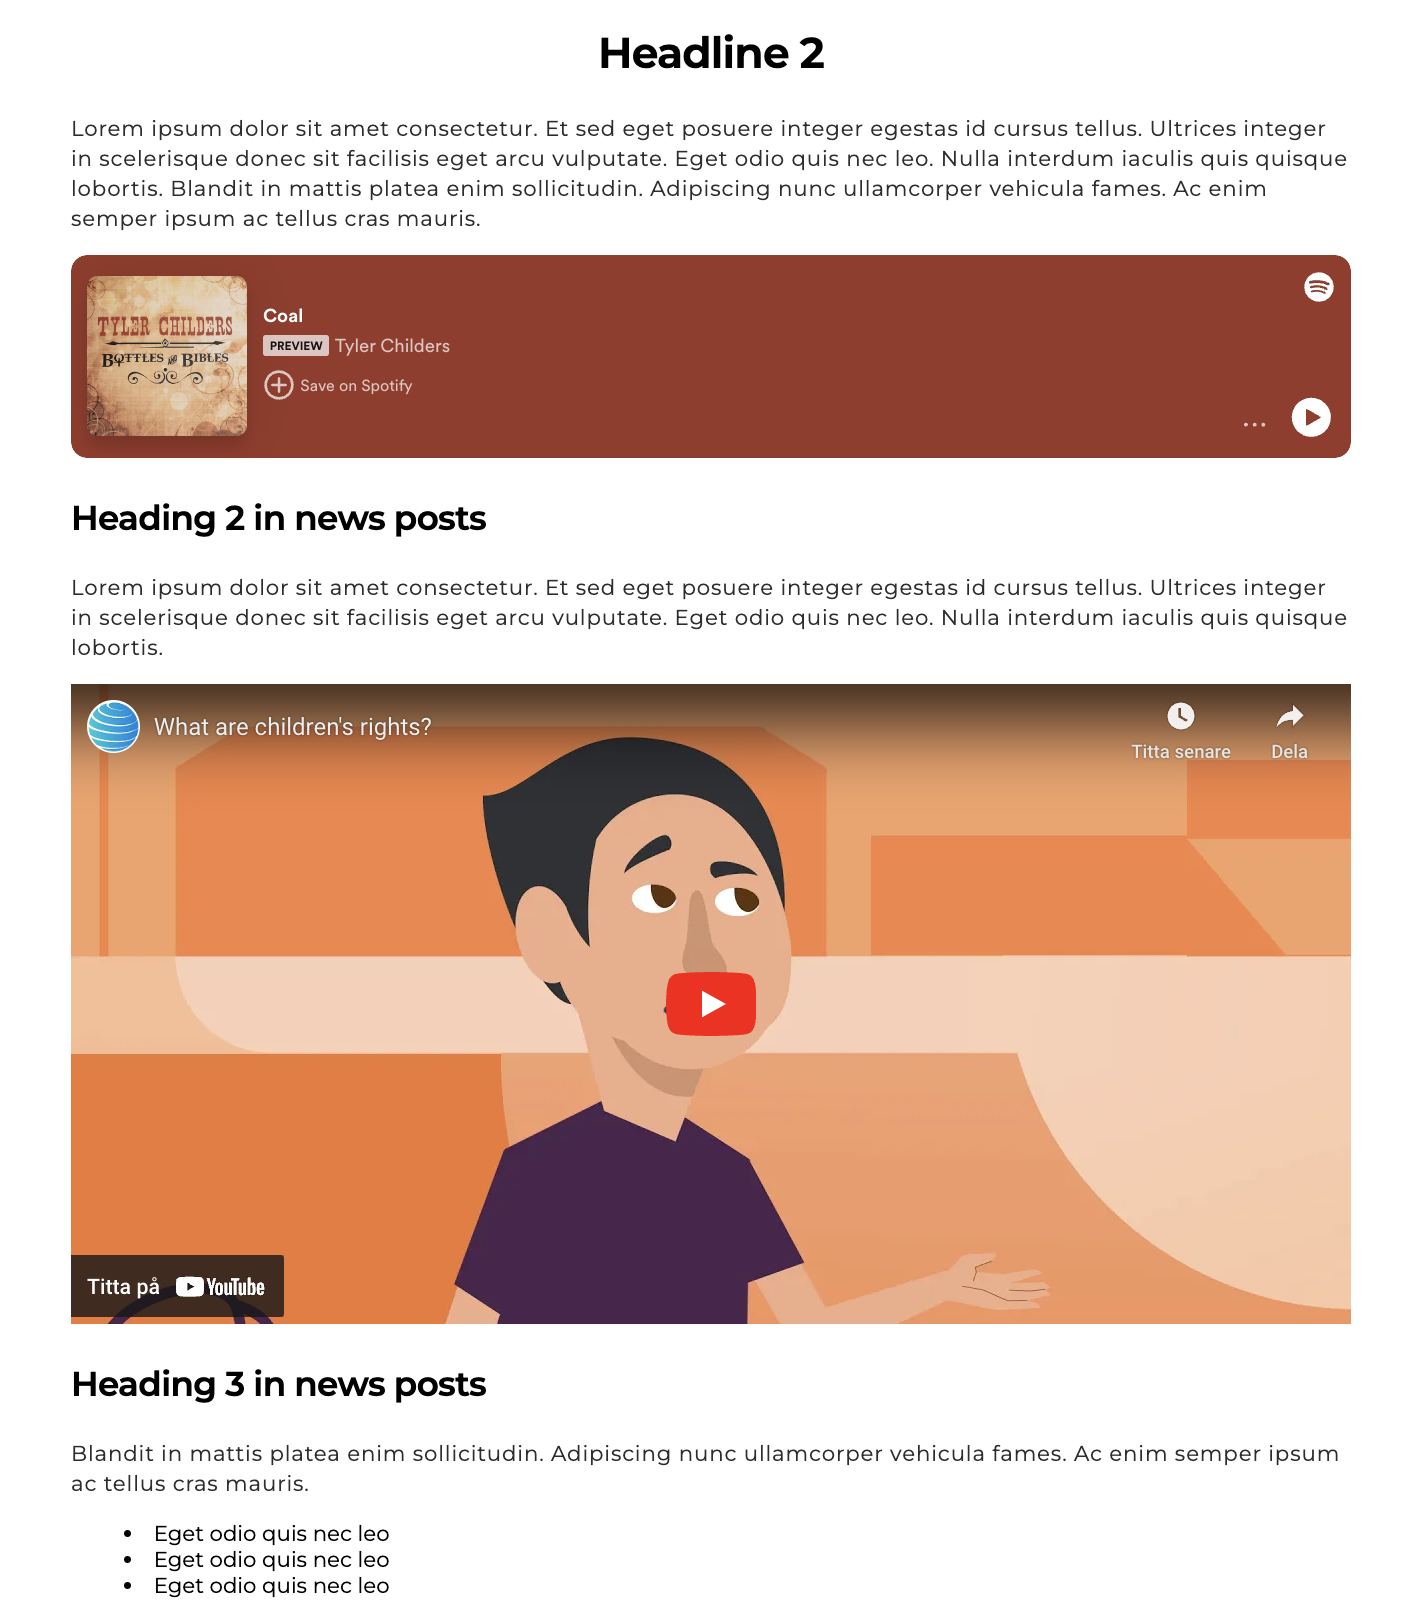 Headline 2
Lorem ipsum dolor sit amet consectetur. Et sed eget posuere integer egestas id cursus tellus. Ultrices integer
in scelerisque donec sit facilisis eget arcu vulputate. Eget odio quis nec leo. Nulla interdum iaculis quis quisque
lobortis. Blandit in mattis platea enim sollicitudin. Adipiscing nunc ullamcorper vehicula fames. Ac enim
semper ipsum ac tellus cras mauris.
TYLER CHILDERS
BOTTLES AND BIBLES
Coal
PREVIEW Tyler Childers
Save on Spotify
Heading 2 in news posts
Lorem ipsum dolor sit amet consectetur. Et sed eget posuere integer egestas id cursus tellus. Ultrices integer
in scelerisque donec sit facilisis eget arcu vulputate. Eget odio quis nec leo. Nulla interdum iaculis quis quisque
lobortis.
What are children's rights?
Titta senare
Dela
Titta på YouTube
Heading 3 in news posts
Blandit in mattis platea enim sollicitudin. Adipiscing nunc ullamcorper vehicula fames. Ac enim semper ipsum
ac tellus cras mauris.
• Eget odio quis nec leo
• Eget odio quis nec leo
• Eget odio quis nec leo